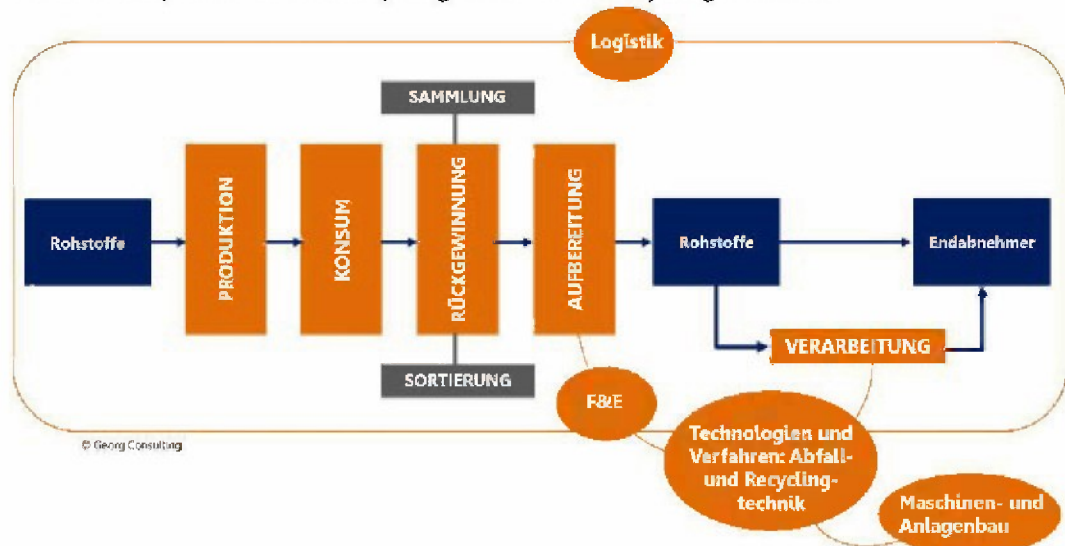 Logistik
SAMMLUNG
Rohstoffe
PRODUKTION
KONSUM
RÜCKGEWINNUNG
AUFBEREITUNG
Rohstoffe
Endabnehmer
VERARBEITUNG
SORTIERUNG
F&E
© Georg Consulting
Technologien und
Verfahren: Abfall-
und Recycling-
technik
Maschinen- und
Anlagenbau